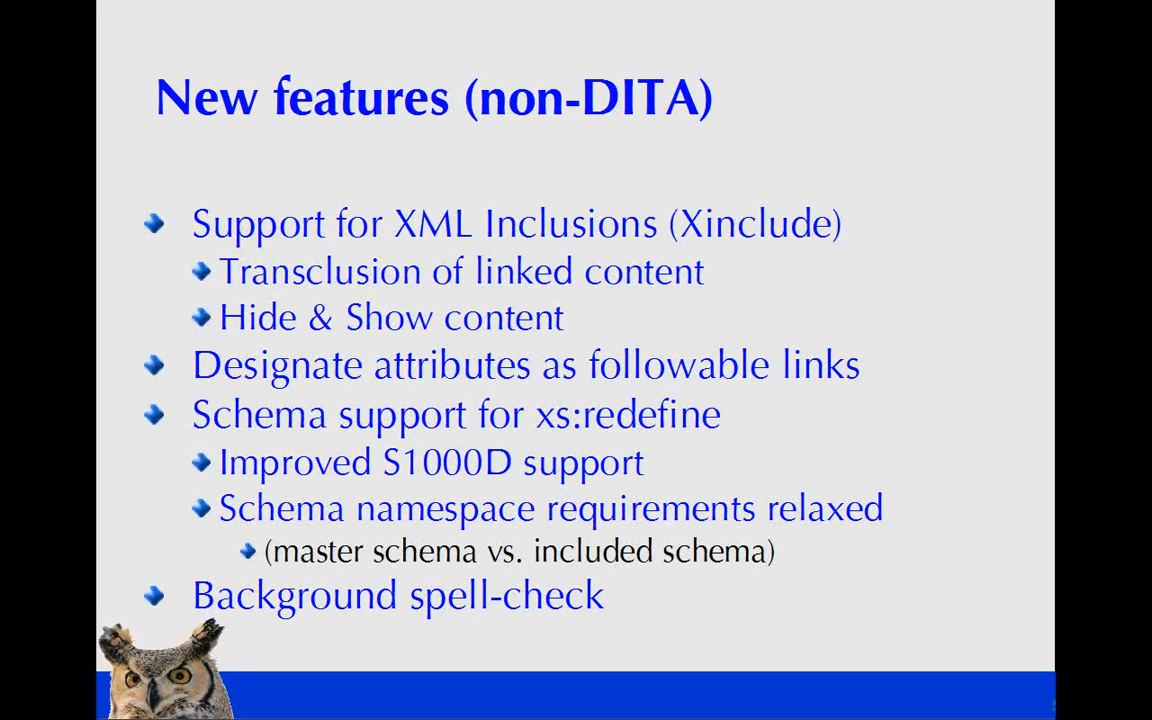 New features (non-DITA)
Support for XML Inclusions (Xinclude)
Transclusion of linked content
Hide & Show content
Designate attributes as followable links
Schema support for xs:redefine
Improved S1000D support
Schema namespace requirements relaxed
(master schema vs. included schema)
Background spell-check